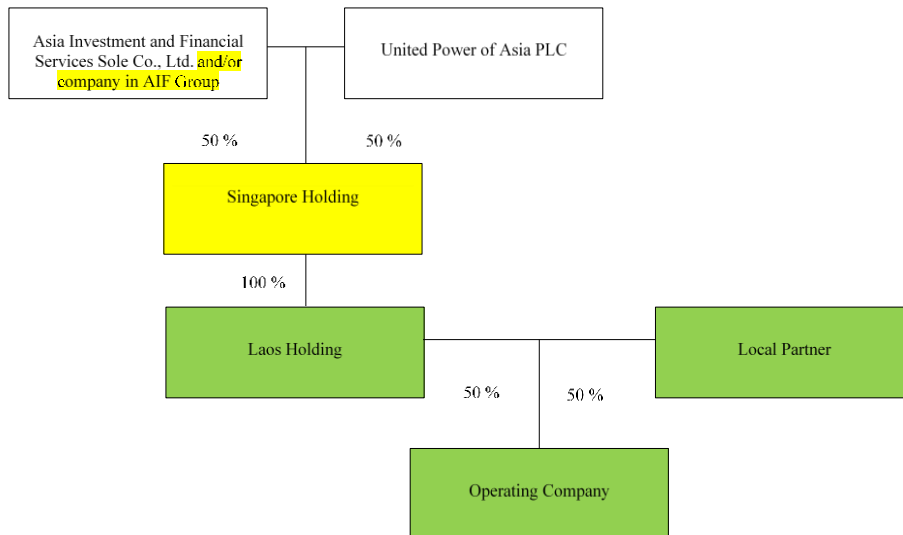 Asia Investment and Financial
Services Sole Co., Ltd. and/or
company in AIF Group
United Power of Asia PLC
50 %
50 %
Singapore Holding
100 %
Laos Holding
Local Partner
50 %
50 %
Operating Company